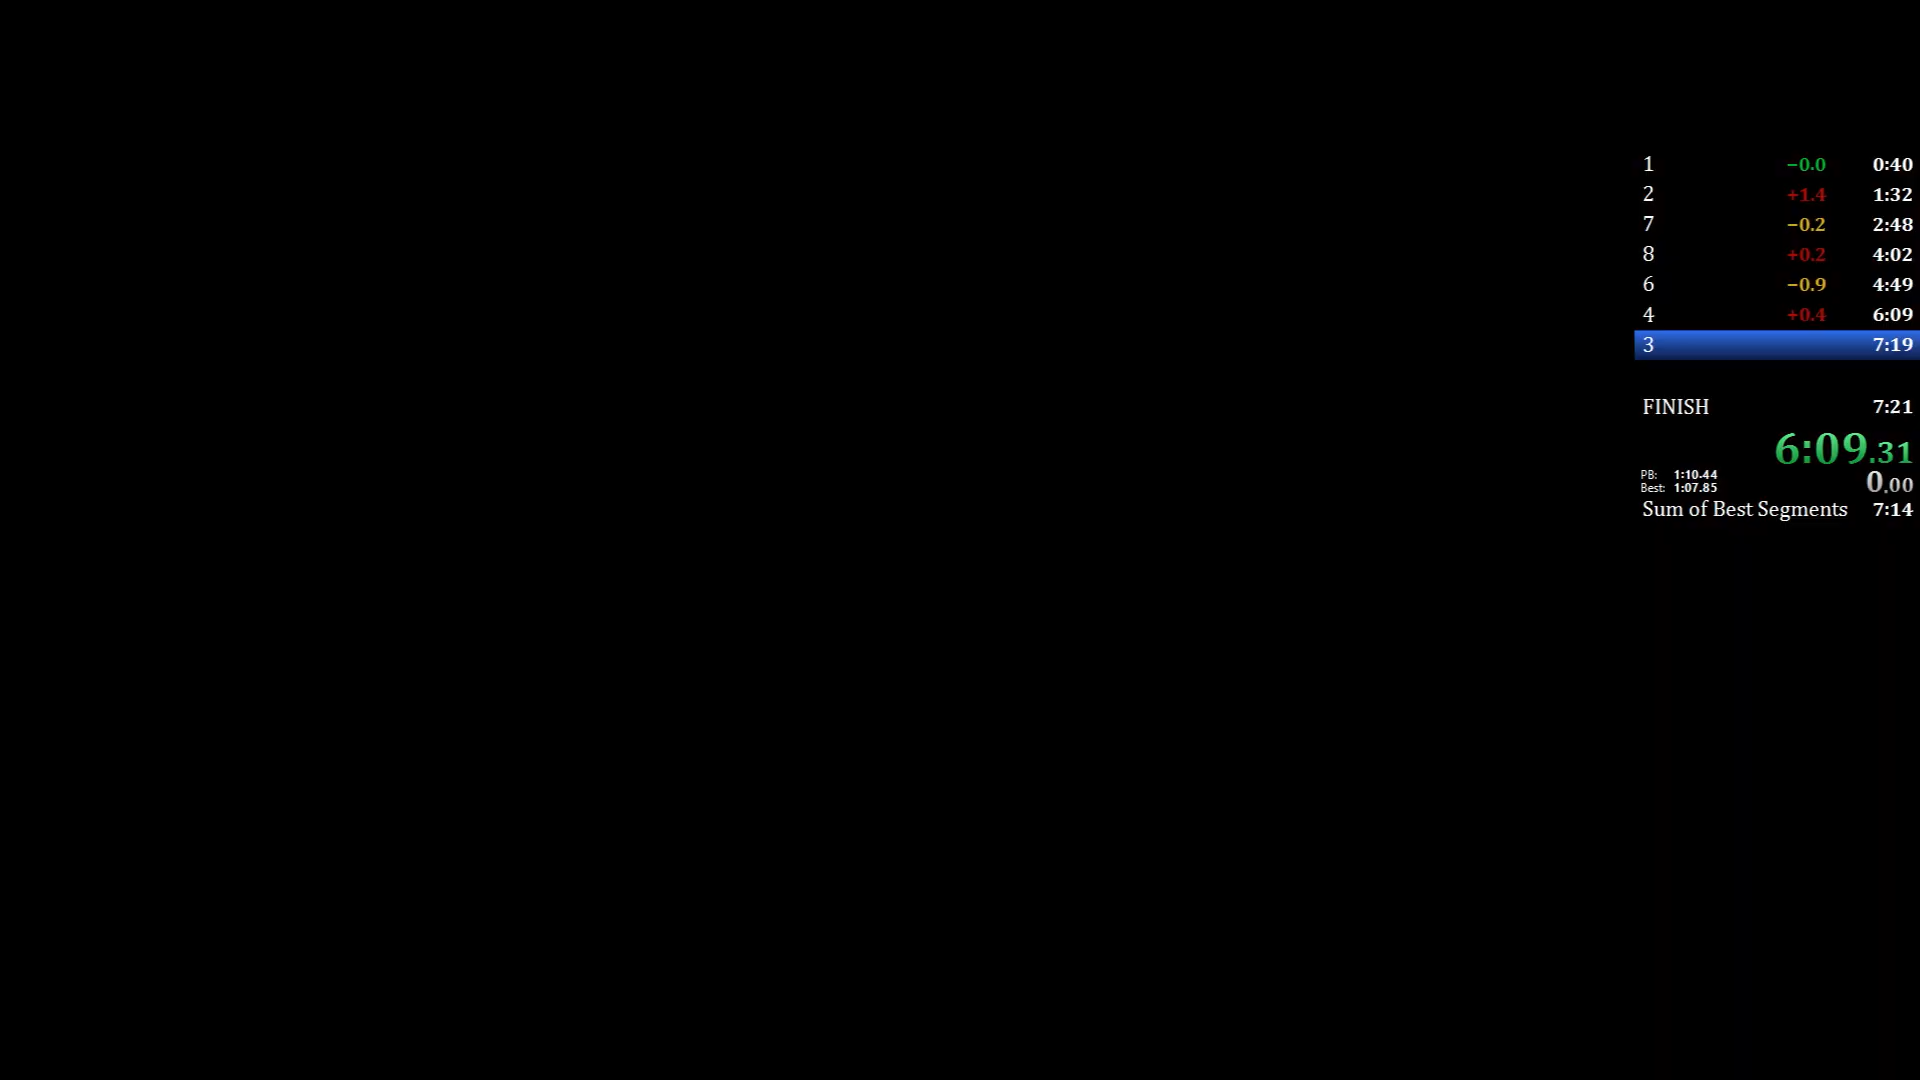 1 −0.0 0:40
2 +1.4 1:32
7 −0.2 2:48
8 +0.2 4:02
6 −0.9 4:49
4 +0.4 6:09
3 7:19
FINISH 7:21
6:09.31
PB: 1:10.44
Best: 1:07.85
0.00
Sum of Best Segments 7:14